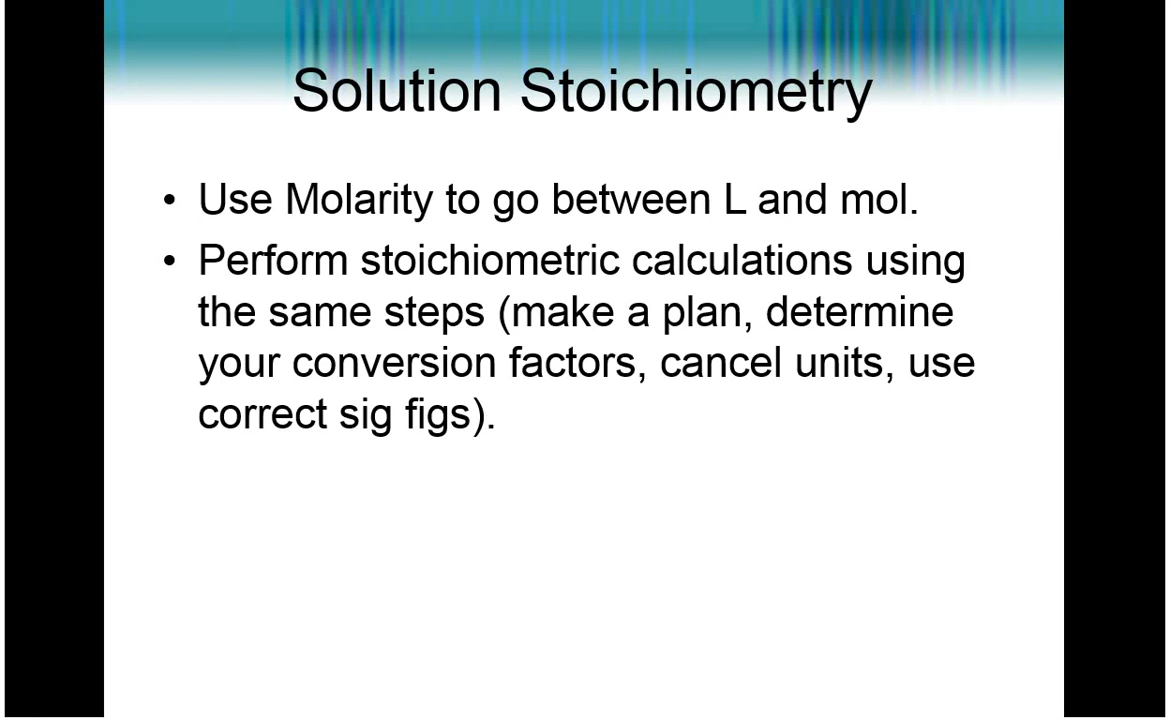 Solution Stoichiometry
• Use Molarity to go between L and mol.
• Perform stoichiometric calculations using
the same steps (make a plan, determine
your conversion factors, cancel units, use
correct sig figs).